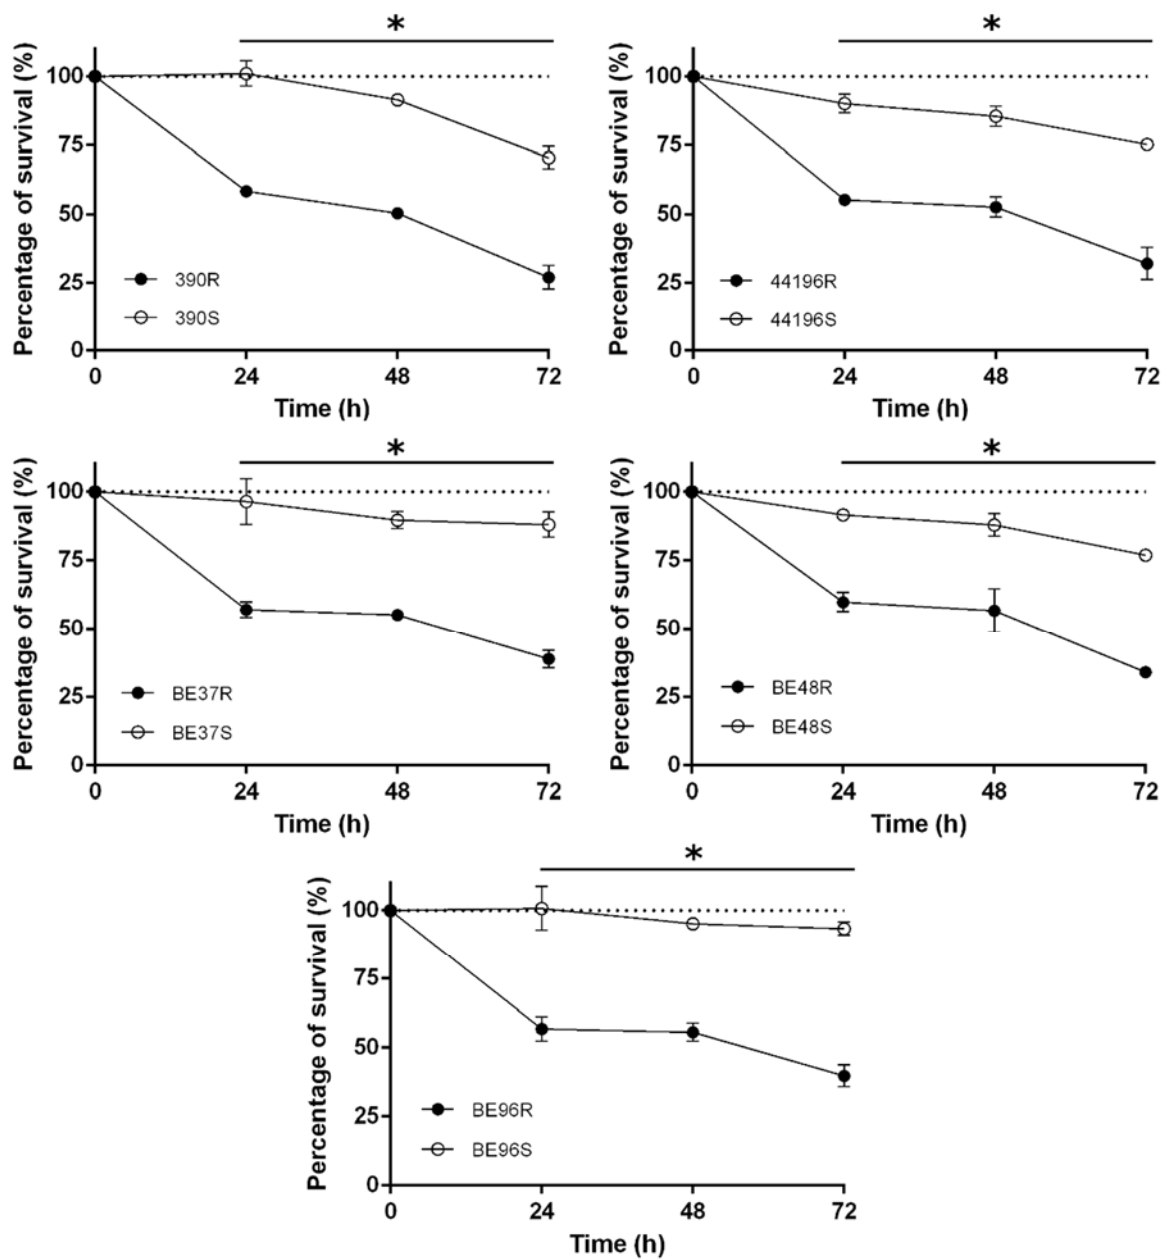 *
*
Percentage of survival (%)
100
75
50
25
0
390R
390S
0
24
48
72
Time (h)
Percentage of survival (%)
100
75
50
25
0
44196R
44196S
0
24
48
72
Time (h)
*
*
Percentage of survival (%)
100
75
50
25
0
BE37R
BE37S
0
24
48
72
Time (h)
Percentage of survival (%)
100
75
50
25
0
BE48R
BE48S
0
24
48
72
Time (h)
*
Percentage of survival (%)
100
75
50
25
0
BE96R
BE96S
0
24
48
72
Time (h)